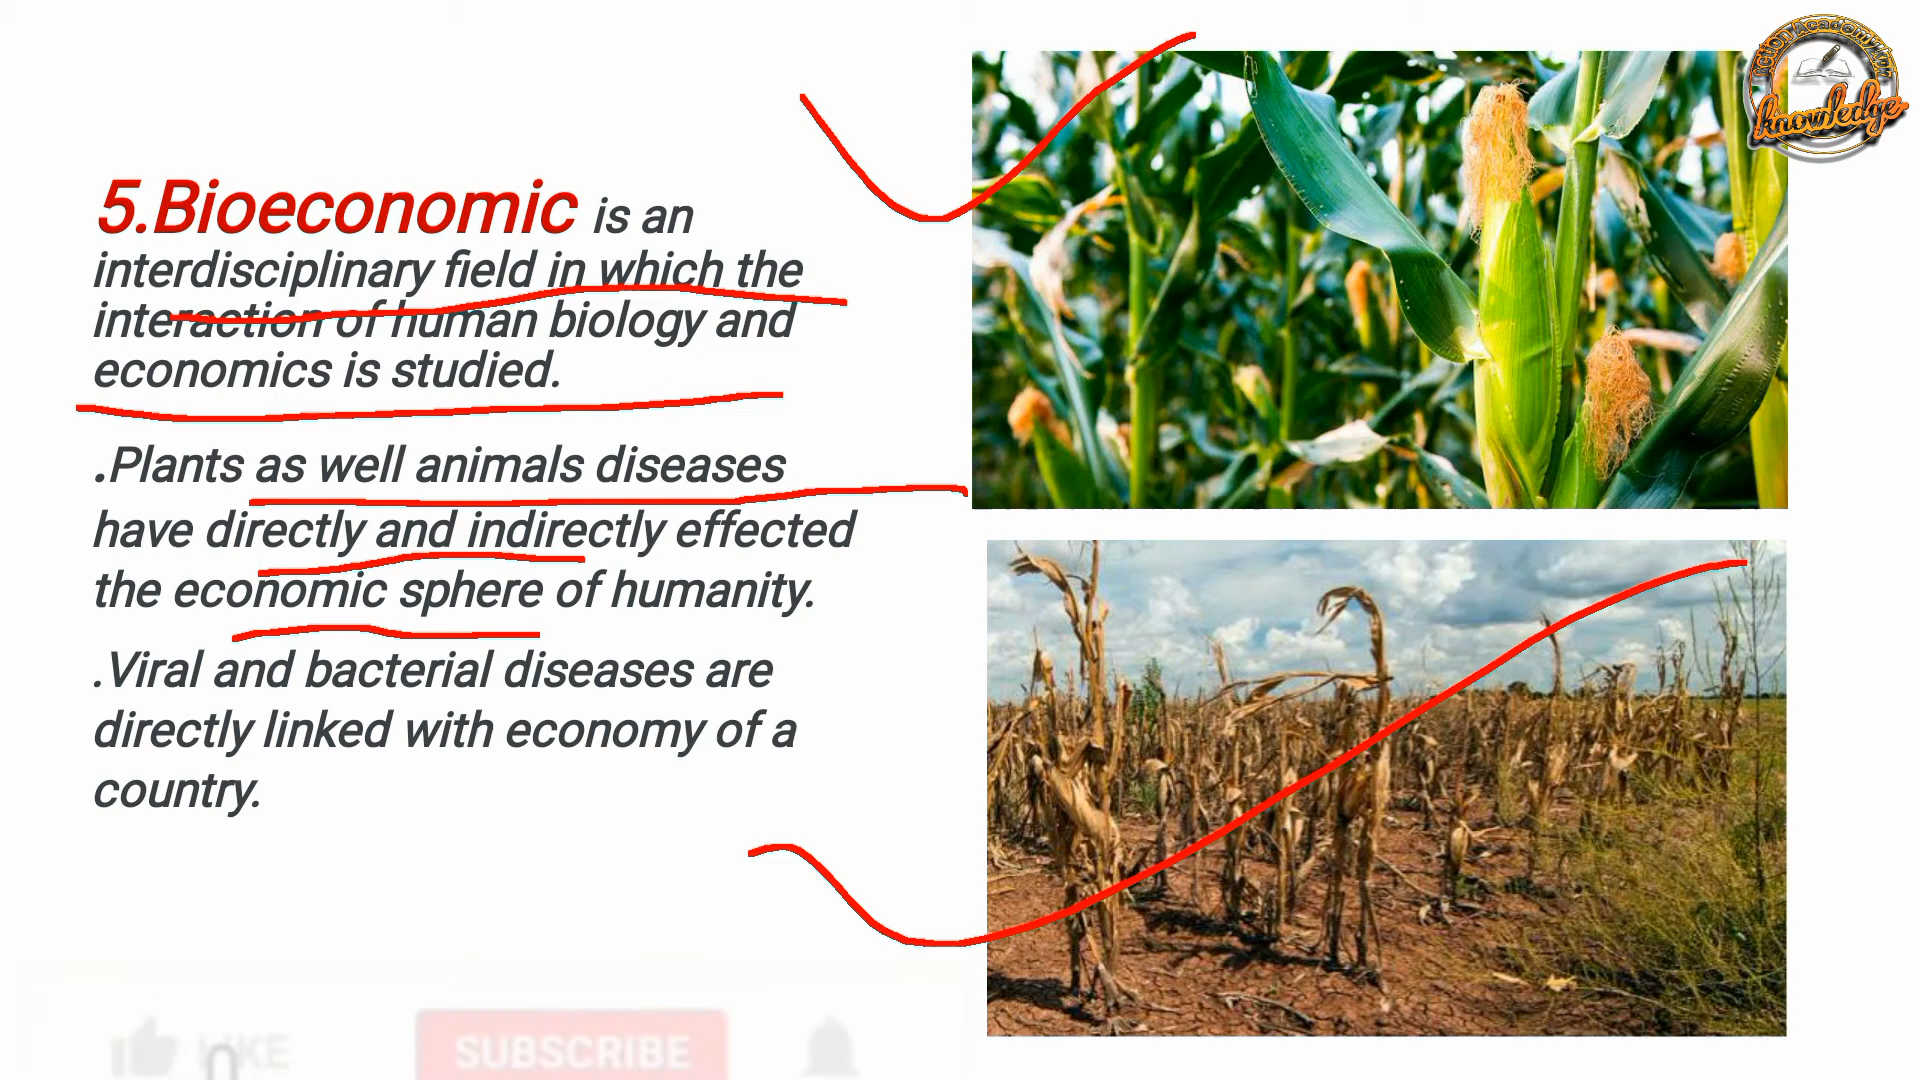 5.Bioeconomic is an
interdisciplinary field in which the
interaction of human biology and
economics is studied.
.Plants as well animals diseases
have directly and indirectly effected
the economic sphere of humanity.
.Viral and bacterial diseases are
directly linked with economy of a
country.
LIKE
SUBSCRIBE
knowledge